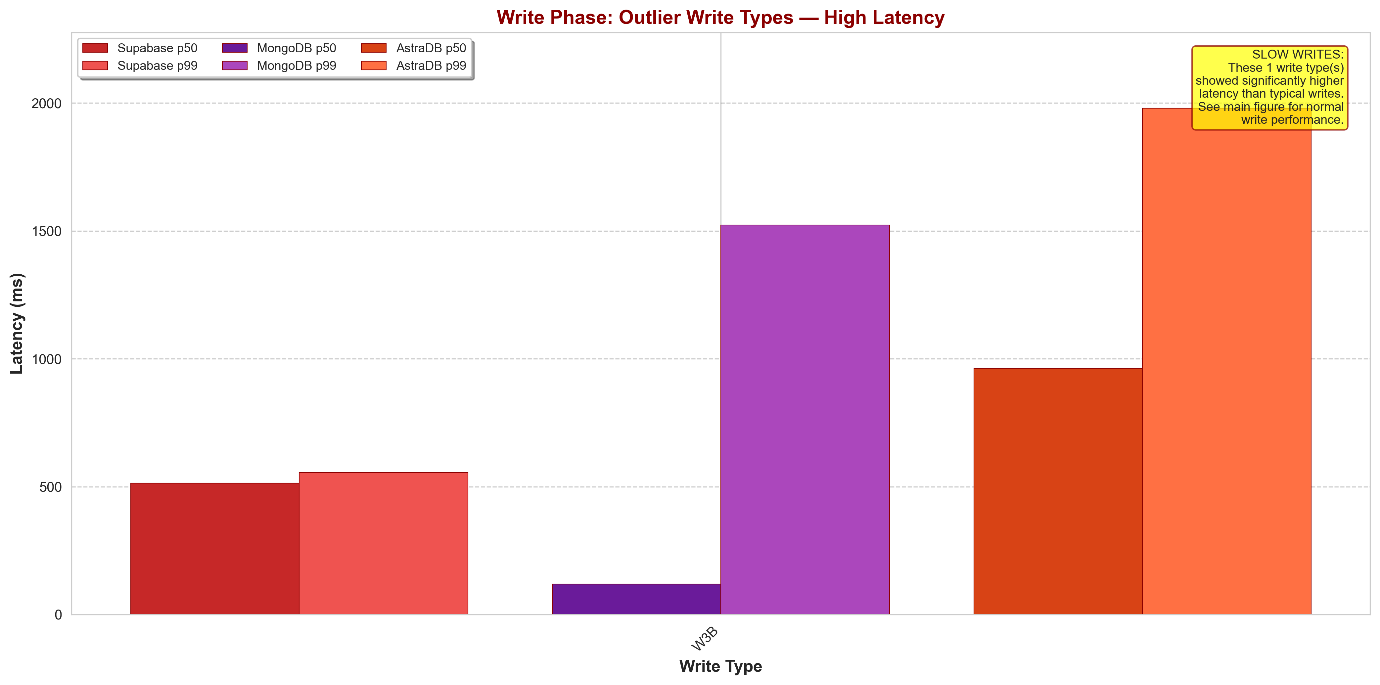 Write Phase: Outlier Write Types — High Latency
Supabase p50
Supabase p99
MongoDB p50
MongoDB p99
AstraDB p50
AstraDB p99
SLOW WRITES:
These 1 write type(s)
showed significantly higher
latency than typical writes.
See main figure for normal
write performance.
Latency (ms)
2000
1500
1000
500
0
W3B
Write Type